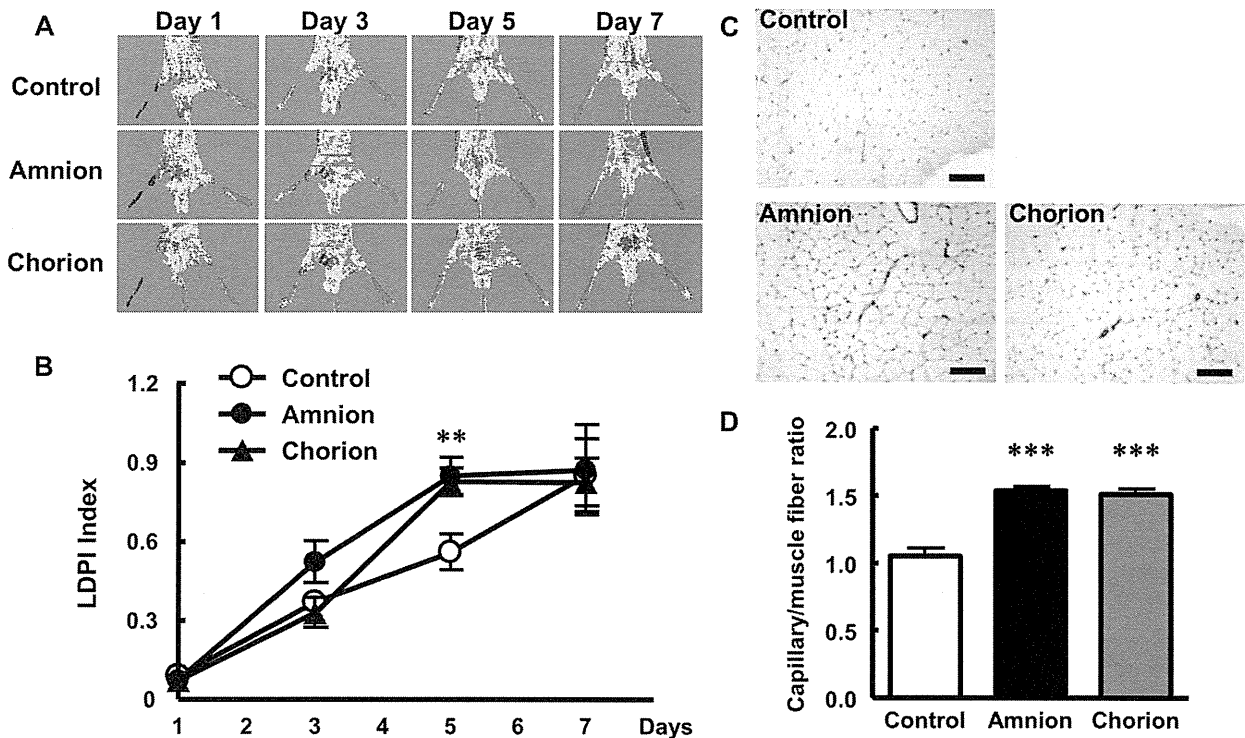 A
Day 1 Day 3 Day 5 Day 7
Control
Amnion
Chorion
B
Control
Amnion
Chorion
LDPI Index
1.2
0.9
0.6
0.3
0
**
1 2 3 4 5 6 7 Days
C
Control
Amnion
Chorion
D
Capillary/muscle fiber ratio
2.0
1.5
1.0
0.5
0.0
*** ***
Control Amnion Chorion